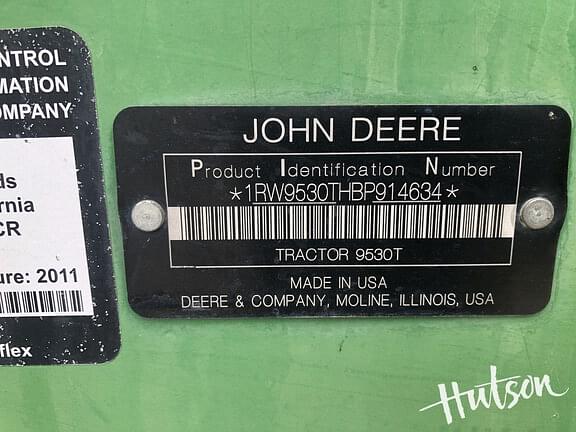 NTROL
MATION
OMPANY
ds
rnia
CR
ure: 2011
flex
JOHN DEERE
Product Identification Number
*1RW9530THBP914634*
TRACTOR 9530T
MADE IN USA
DEERE & COMPANY, MOLINE, ILLINOIS, USA
Hutson